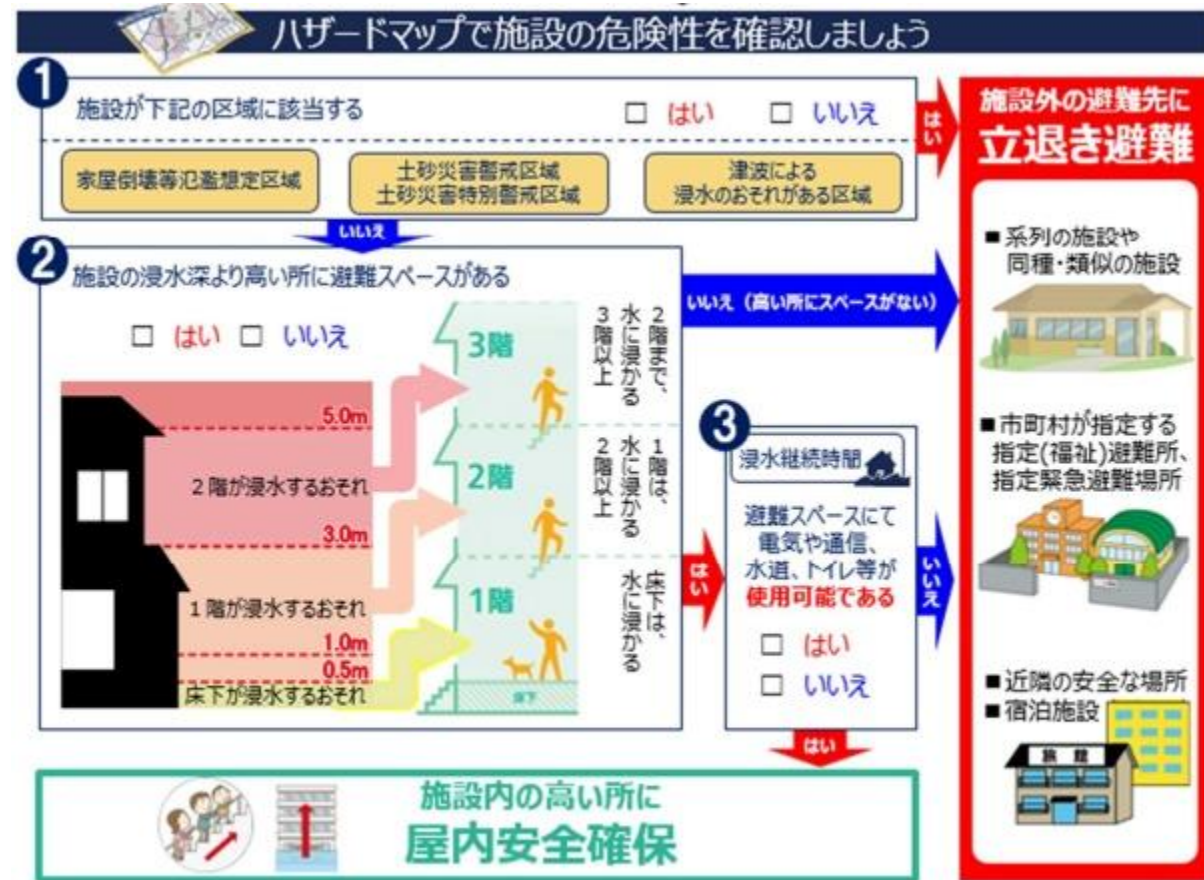 ハザードマップで施設の危険性を確認しましょう
1
施設が下記の区域に該当する
□ はい □ いいえ
家屋倒壊等氾濫想定区域
土砂災害警戒区域
土砂災害特別警戒区域
津波による
浸水のおそれがある区域
はい
いいえ
2
施設の浸水深より高い所に避難スペースがある
□ はい □ いいえ
5.0m
2階が浸水するおそれ
3.0m
1階が浸水するおそれ
1.0m
0.5m
床下が浸水するおそれ
3階
2階まで、
水に浸かる
3階以上
2階
1階は、
水に浸かる
2階以上
1階
床下は、
水に浸かる
床下
いいえ（高い所にスペースがない）
はい
3
浸水継続時間
避難スペースにて
電気や通信、
水道、トイレ等が
使用可能である
□ はい
□ いいえ
いいえ
はい
施設内の高い所に
屋内安全確保
施設外の避難先に
立退き避難
■系列の施設や
同種・類似の施設
■市町村が指定する
指定(福祉)避難所、
指定緊急避難場所
■近隣の安全な場所
■宿泊施設
旅館